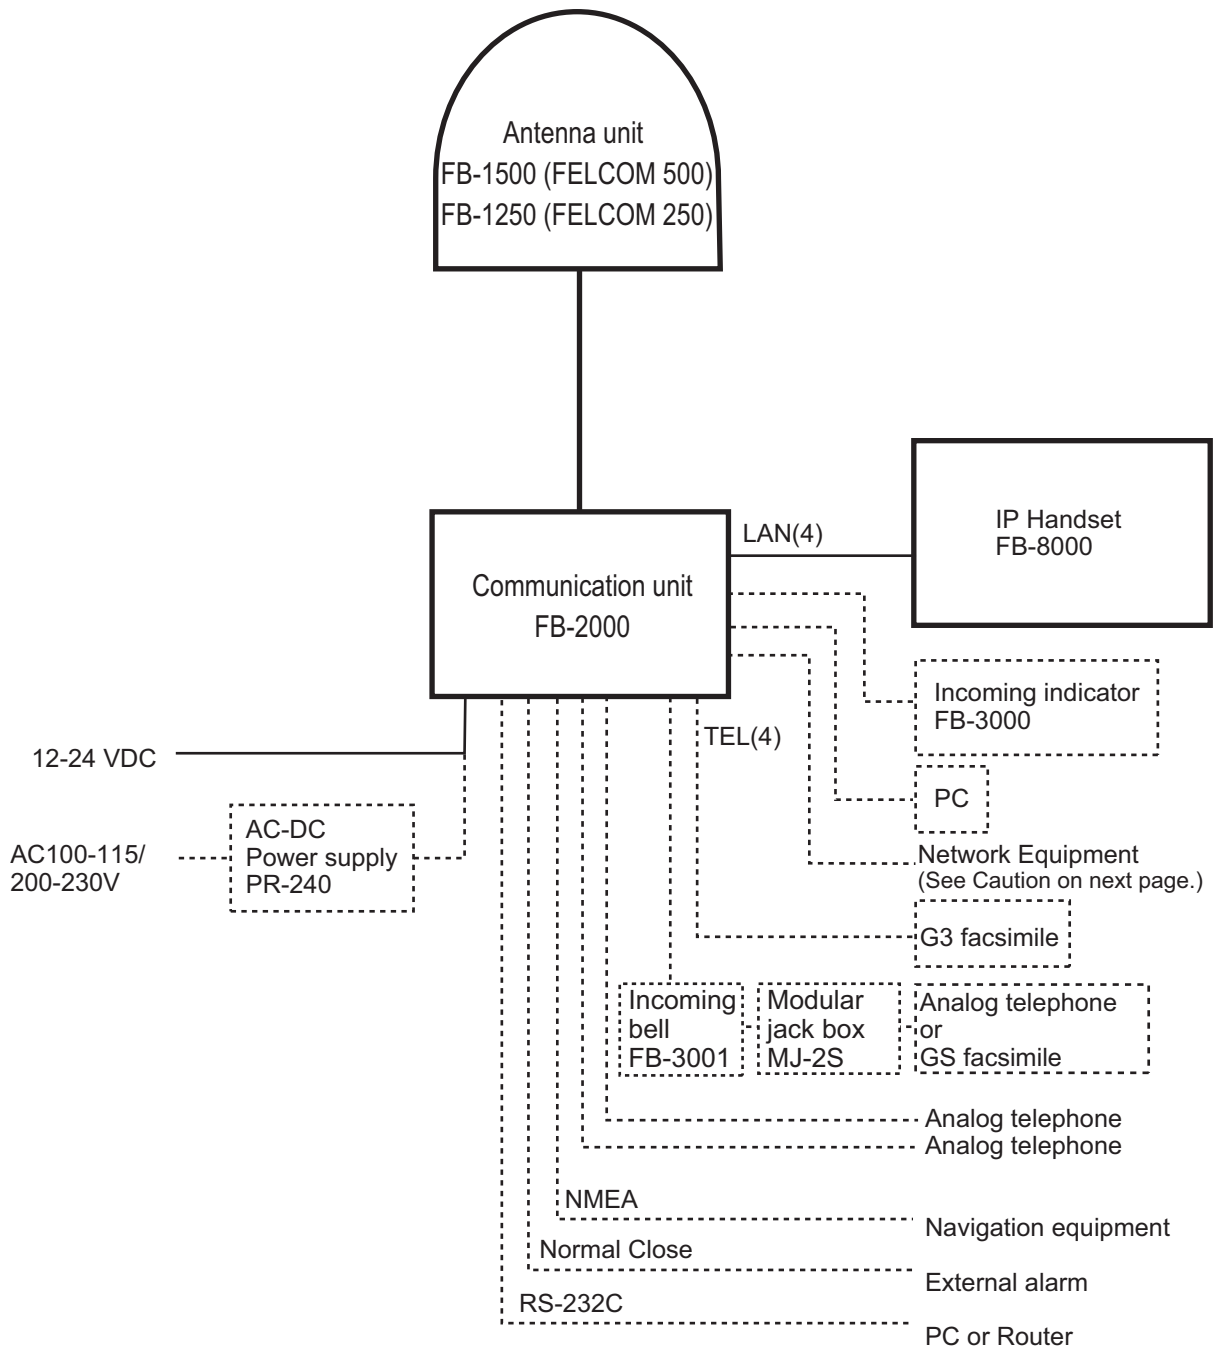 Antenna unit
FB-1500 (FELCOM 500)
FB-1250 (FELCOM 250)
IP Handset
FB-8000
LAN(4)
Communication unit
FB-2000
Incoming indicator
FB-3000
TEL(4)
12-24 VDC
PC
AC-DC
Power supply
PR-240
AC100-115/
200-230V
Network Equipment
(See Caution on next page.)
G3 facsimile
Incoming
bell
FB-3001
Modular
jack box
MJ-2S
Analog telephone
or
GS facsimile
Analog telephone
Analog telephone
NMEA
Navigation equipment
Normal Close
External alarm
RS-232C
PC or Router